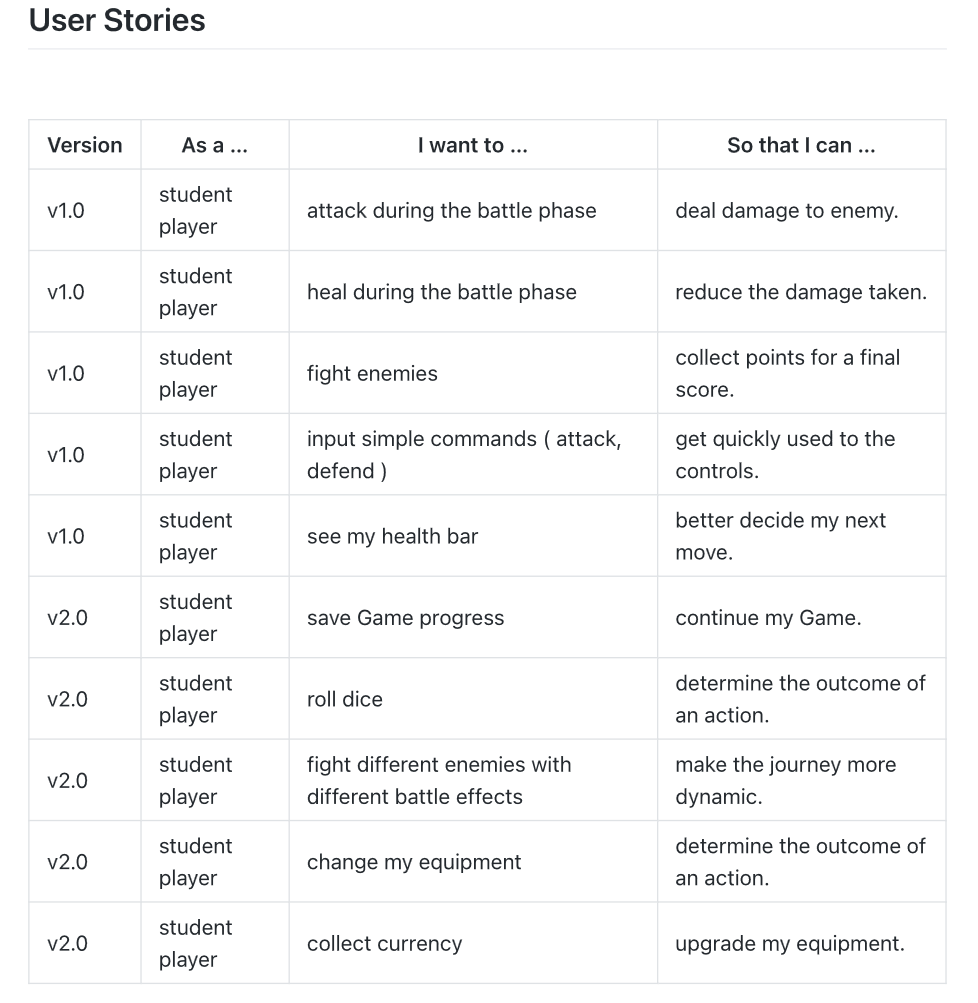 User Stories
Version As a ... I want to ... So that I can ...
v1.0 student player attack during the battle phase deal damage to enemy.
v1.0 student player heal during the battle phase reduce the damage taken.
v1.0 student player fight enemies collect points for a final score.
v1.0 student player input simple commands ( attack, defend ) get quickly used to the controls.
v1.0 student player see my health bar better decide my next move.
v2.0 student player save Game progress continue my Game.
v2.0 student player roll dice determine the outcome of an action.
v2.0 student player fight different enemies with different battle effects make the journey more dynamic.
v2.0 student player change my equipment determine the outcome of an action.
v2.0 student player collect currency upgrade my equipment.